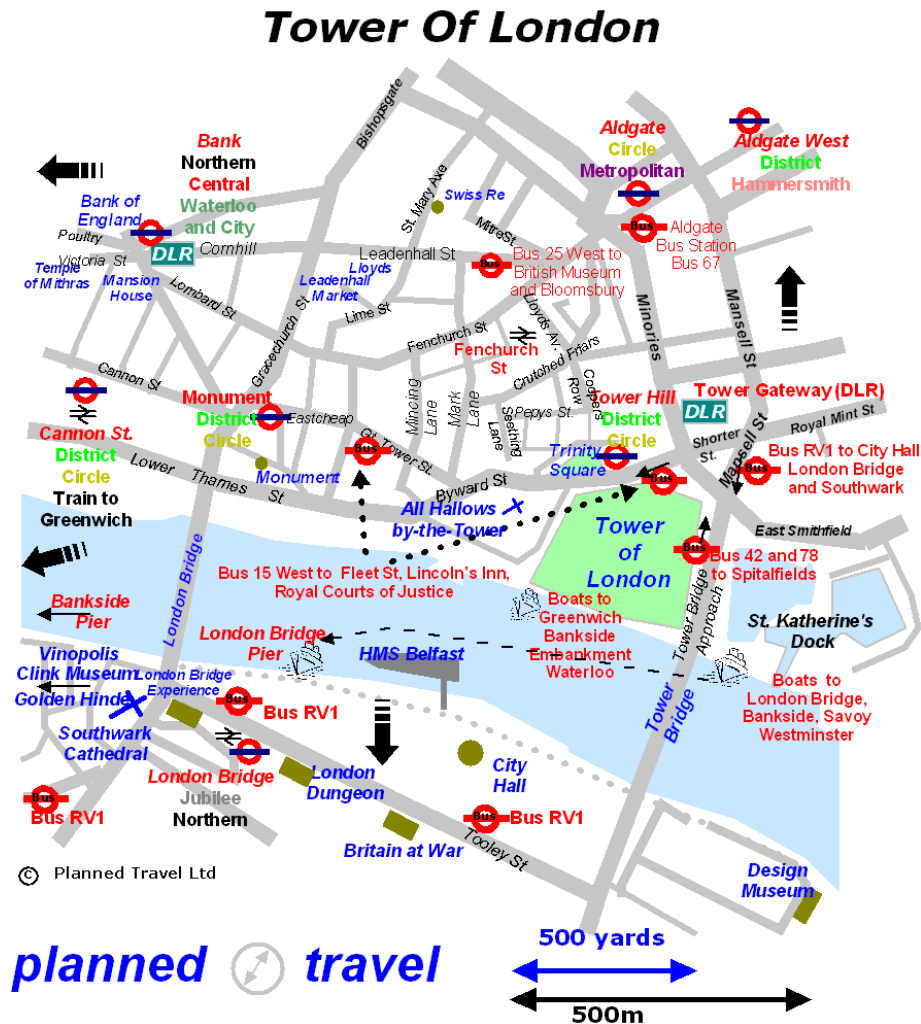 Tower Of London
Bishopsgate
Bank
Northern
Central
Waterloo
and City
Aldgate
Circle
Metropolitan
Aldgate West
District
Hammersmith
Bank of
England
St. Mary Axe
Swiss Re
Mitre St
Aldgate
Bus Station
Bus 67
Bus
Poultry
Victoria St
DLR
Cornhill
Leadenhall St
Bus
Bus 25 West to
British Museum
and Bloomsbury
Temple
of Mithras
Mansion
House
Lombard St
Lloyds
Leadenhall
Market
Lime St
Gracechurch St
Lloyds Av.
Minories
Mansell St
Fenchurch St
Fenchurch
St
Crutched Friars
Cannon St
Monument
District
Circle
Eastcheap
Mincing
Lane
Mark
Lane
Seething
Lane
Pepys St
Coopers
Row
Tower Hill
District
Circle
Tower Gateway (DLR)
DLR
Royal Mint St
Shorter
St.
Mansell St
Cannon St.
District
Circle
Train to
Greenwich
Lower
Thames St
Monument
Bus
Gt. Tower St
Byward St
Trinity
Square
Bus
Bus
Bus RV1 to City Hall
London Bridge
and Southwark
All Hallows
by-the-Tower
Tower
of
London
East Smithfield
Bus
Bus 42 and 78
to Spitalfields
Bus 15 West to Fleet St, Lincoln's Inn,
Royal Courts of Justice
London Bridge
Bankside
Pier
London Bridge
Pier
HMS Belfast
Boats to
Greenwich
Bankside
Embankment
Waterloo
Tower Bridge
Approach
St. Katherine's
Dock
Vinopolis
Clink Museum
Golden Hinde
London Bridge
Experience
Southwark
Cathedral
Bus
Bus RV1
Tower
Bridge
Boats to
London Bridge,
Bankside, Savoy
Westminster
London Bridge
Jubilee
Northern
London
Dungeon
City
Hall
Bus
Bus RV1
Bus
Bus RV1
Britain at War
Tooley St
Design
Museum
© Planned Travel Ltd
planned travel
500 yards
500m